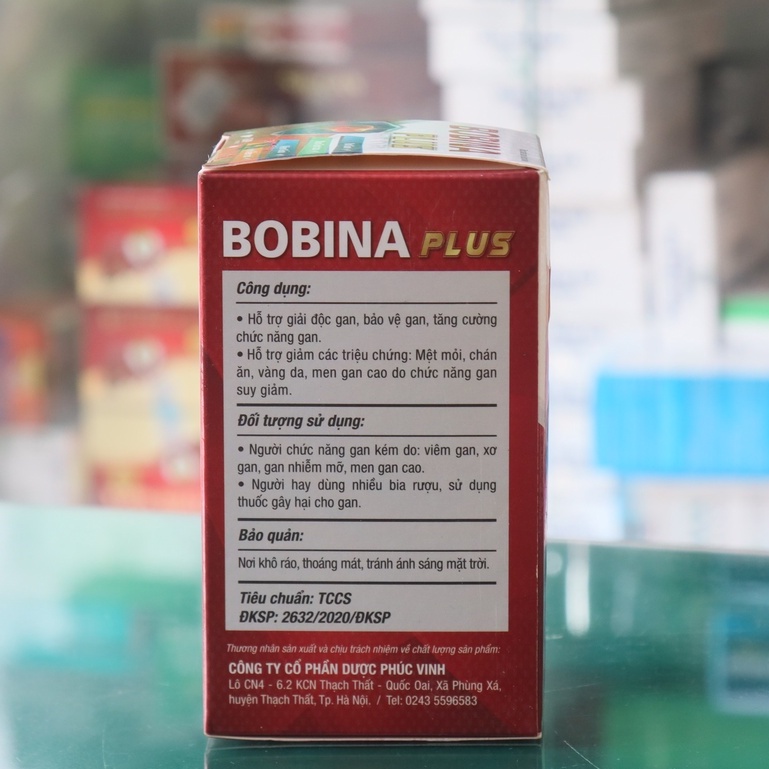 BOBINA PLUS
Công dụng:
• Hỗ trợ giải độc gan, bảo vệ gan, tăng cường
chức năng gan.
• Hỗ trợ giảm các triệu chứng: Mệt mỏi, chán
ăn, vàng da, men gan cao do chức năng gan
suy giảm.
Đối tượng sử dụng:
• Người chức năng gan kém do: viêm gan, xơ
gan, gan nhiễm mỡ, men gan cao.
• Người hay dùng nhiều bia rượu, sử dụng
thuốc gây hại cho gan.
Bảo quản:
Nơi khô ráo, thoáng mát, tránh ánh sáng mặt trời.
Tiêu chuẩn: TCCS
ĐKSP: 2632/2020/ĐKSP
Thương nhân sản xuất và chịu trách nhiệm về chất lượng sản phẩm:
CÔNG TY CỔ PHẦN DƯỢC PHÚC VINH
Lô CN4 - 6.2 KCN Thạch Thất - Quốc Oai, Xã Phùng Xá,
huyện Thạch Thất, Tp. Hà Nội. / Tel: 0243 5596583